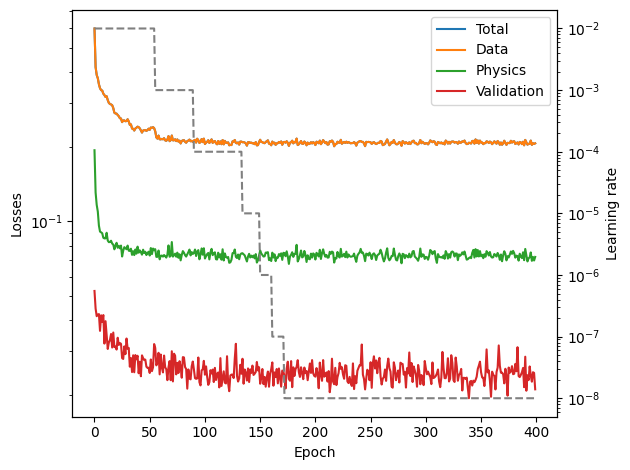 Total
Data
Physics
Validation
10⁻¹
Losses
10⁻²
10⁻³
10⁻⁴
10⁻⁵
10⁻⁶
10⁻⁷
10⁻⁸
Learning rate
0 50 100 150 200 250 300 350 400
Epoch